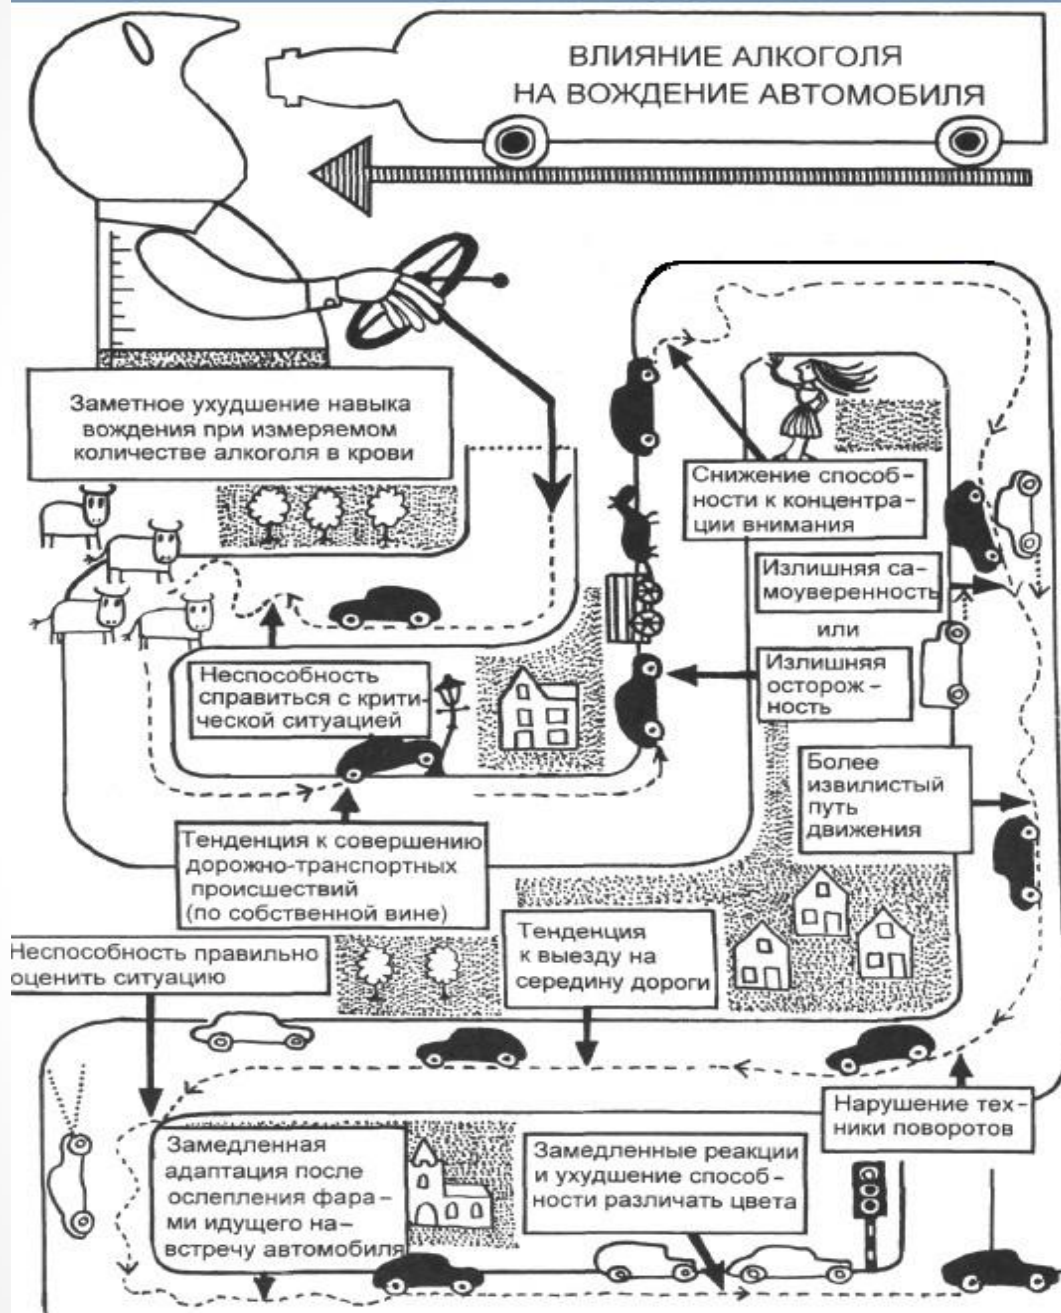 ВЛИЯНИЕ АЛКОГОЛЯ
НА ВОЖДЕНИЕ АВТОМОБИЛЯ
Заметное ухудшение навыка
вождения при измеряемом
количестве алкоголя в крови
Снижение способ-
ности к концентра-
ции внимания
Излишняя са-
моуверенность
или
Излишняя
осторож-
ность
Неспособность
справиться с крити-
ческой ситуацией
Более
извилистый
путь
движения
Тенденция к совершению
дорожно-транспортных
происшествий
(по собственной вине)
Тенденция
к выезду на
середину дороги
Неспособность правильно
оценить ситуацию
Нарушение тех-
ники поворотов
Замедленная
адаптация после
ослепления фара-
ми идущего на-
встречу автомобиля
Замедленные реакции
и ухудшение способ-
ности различать цвета